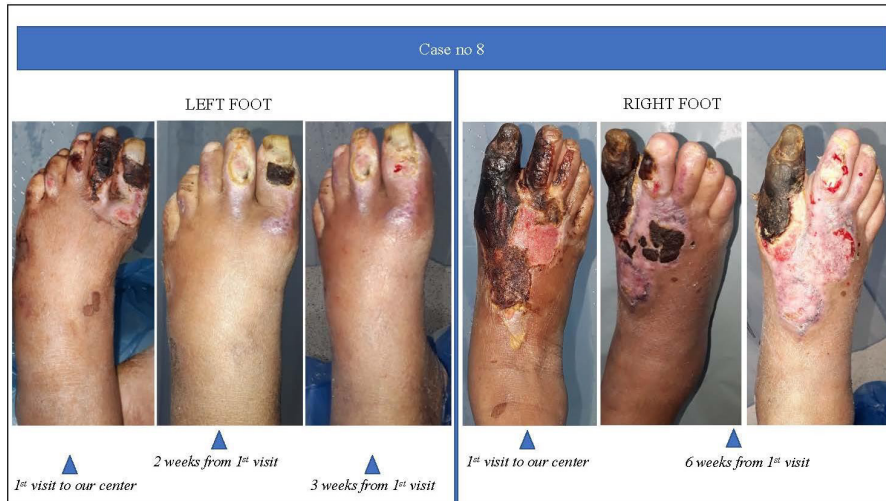 Case no 8
LEFT FOOT
RIGHT FOOT
1st visit to our center
2 weeks from 1st visit
3 weeks from 1st visit
1st visit to our center
6 weeks from 1st visit